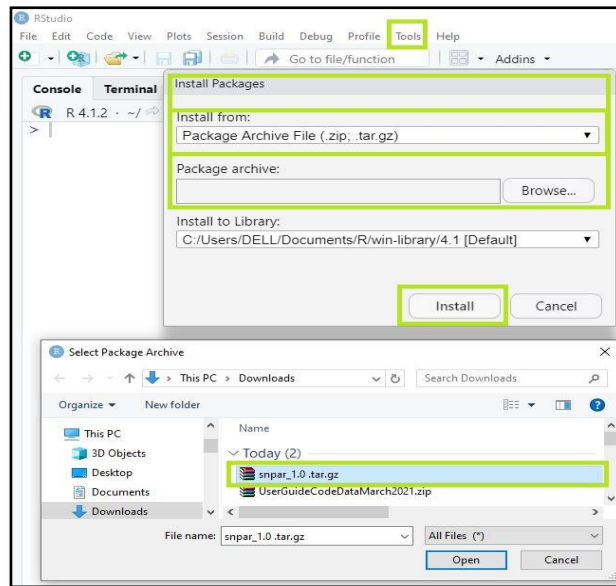 RStudio
File Edit Code View Plots Session Build Debug Profile Tools Help
Go to file/function Addins
Console Terminal
R 4.1.2 · ~/
>
Install Packages
Install from:
Package Archive File (.zip; .tar.gz)
Package archive:
Browse...
Install to Library:
C:/Users/DELL/Documents/R/win-library/4.1 [Default]
Install Cancel
Select Package Archive
This PC > Downloads Search Downloads
Organize New folder
This PC
3D Objects
Desktop
Documents
Downloads
Name
Today (2)
snpar_1.0 .tar.gz
UserGuideCodeDataMarch2021.zip
File name: snpar_1.0 .tar.gz All Files (*)
Open Cancel